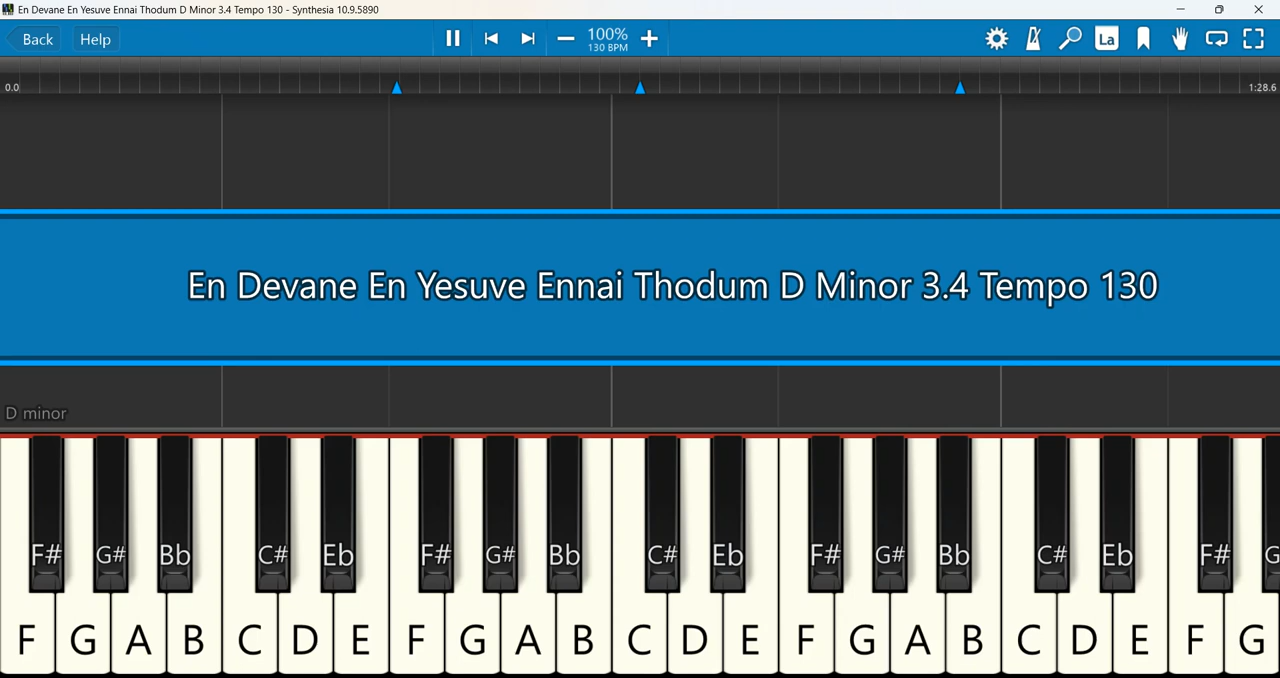 En Devane En Yesuve Ennai Thodum D Minor 3.4 Tempo 130 - Synthesia 10.9.5890
Back Help 100% La
130 BPM
0.0 1:28.6
En Devane En Yesuve Ennai Thodum D Minor 3.4 Tempo 130
D minor
F# G# Bb C# Eb F# G# Bb C# Eb F# G# Bb C# Eb F# G
F G A B C D E F G A B C D E F G A B C D E F G